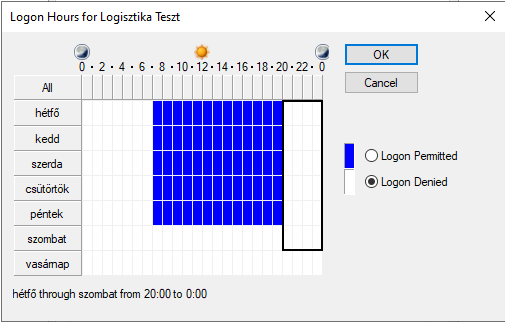 Logon Hours for Logisztika Teszt
0 · 2 · 4 · 6 · 8 · 10 · 12 · 14 · 16 · 18 · 20 · 22 · 0
All
hétfő
kedd
szerda
csütörtök
péntek
szombat
vasárnap
OK
Cancel
Logon Permitted
Logon Denied
hétfő through szombat from 20:00 to 0:00